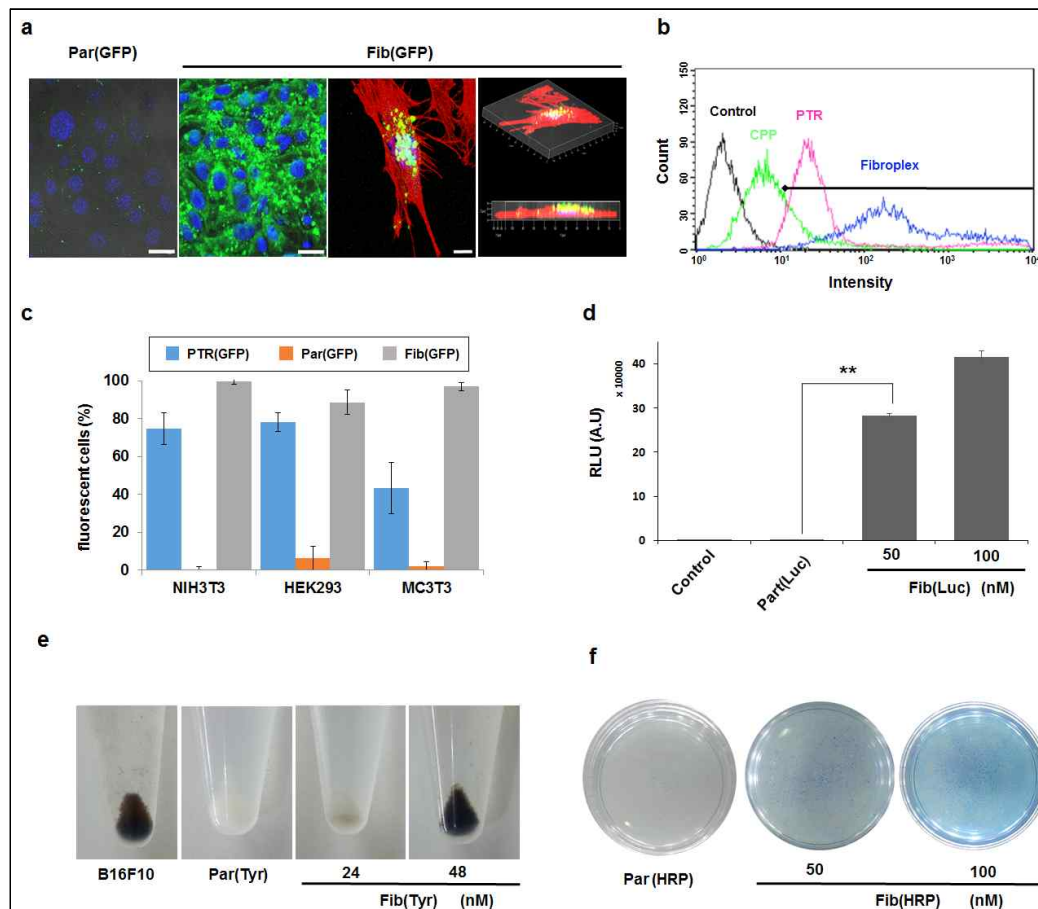 a
Par(GFP)
Fib(GFP)
b
Count
150
120
90
60
30
0
Control
CPP
PTR
Fibroplex
10⁰
10¹
10²
10³
10⁴
Intensity
c
PTR(GFP)
Par(GFP)
Fib(GFP)
fluorescent cells (%)
100
80
60
40
20
0
NIH3T3
HEK293
MC3T3
d
RLU (A.U)
x 10000
40
30
20
10
0
**
Control
Part(Luc)
50
100
Fib(Luc) (nM)
e
B16F10
Par(Tyr)
24
48
Fib(Tyr) (nM)
f
Par (HRP)
50
100
Fib(HRP) (nM)